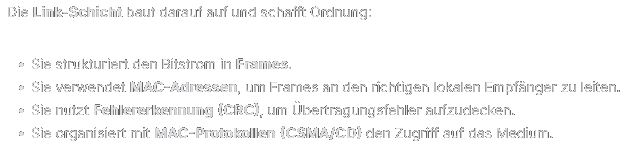 Die Link-Schicht baut darauf auf und schafft Ordnung:
• Sie strukturiert den Bitstrom in Frames.
• Sie verwendet MAC-Adressen, um Frames an den richtigen lokalen Empfänger zu leiten.
• Sie nutzt Fehlererkennung (CRC), um Übertragungsfehler aufzudecken.
• Sie organisiert mit MAC-Protokollen (CSMA/CD) den Zugriff auf das Medium.